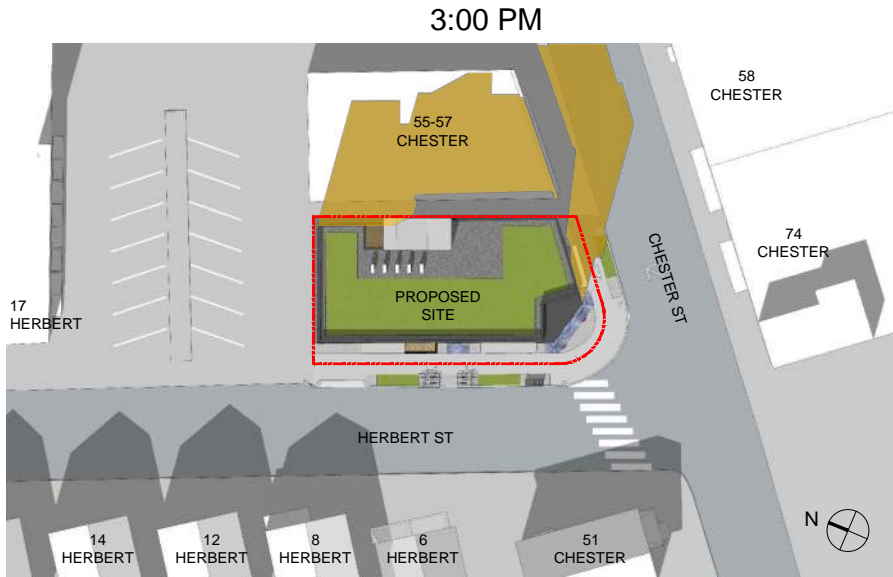 3:00 PM
58
CHESTER
55-57
CHESTER
74
CHESTER
CHESTER ST
17
HERBERT
PROPOSED
SITE
HERBERT ST
N
14
HERBERT
12
HERBERT
8
HERBERT
6
HERBERT
51
CHESTER